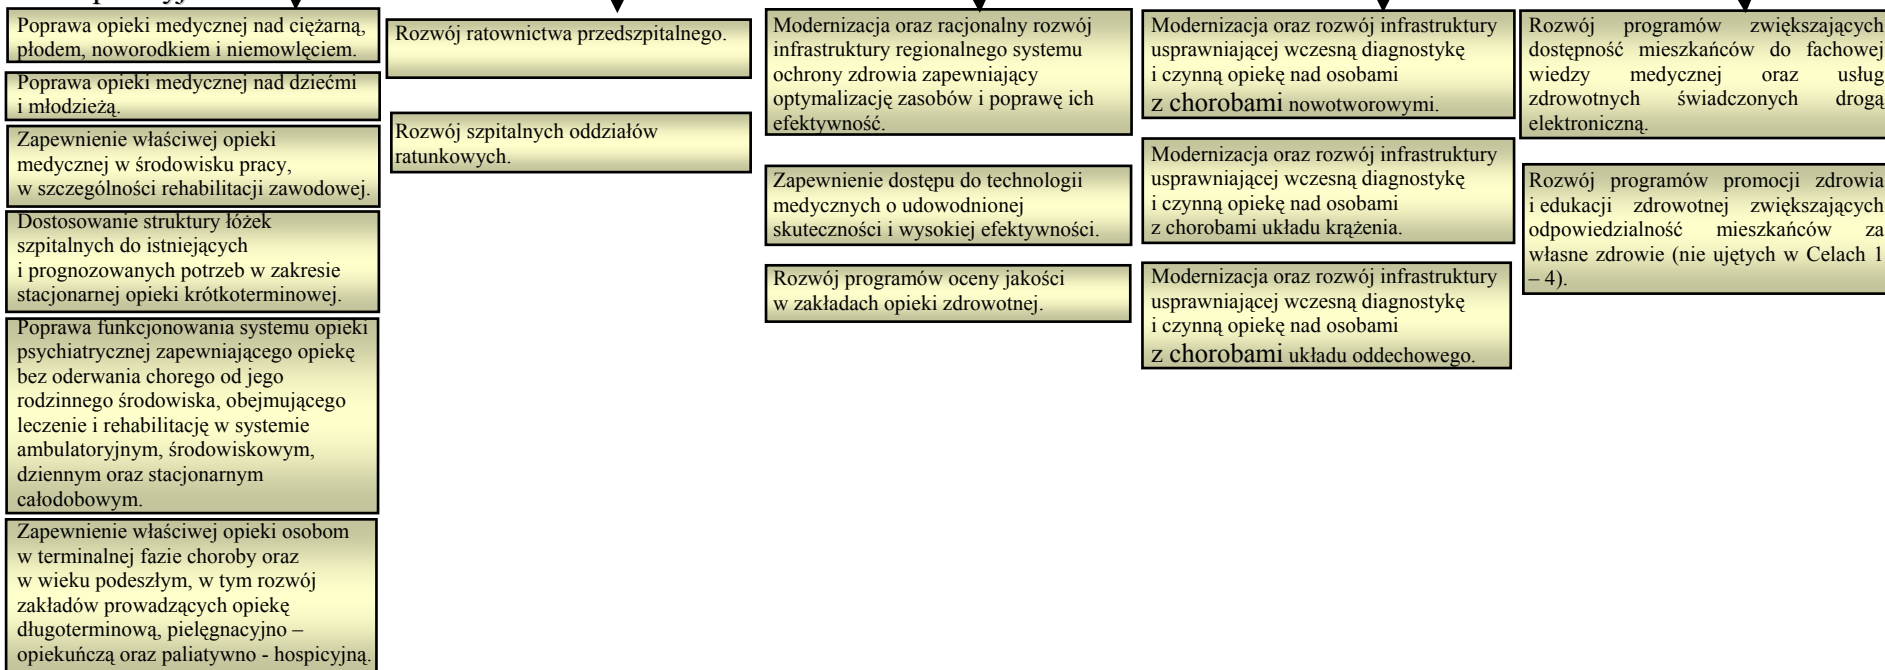 Poprawa opieki medycznej nad ciężarną,
płodem, noworodkiem i niemowlęciem.
Poprawa opieki medycznej nad dziećmi
i młodzieżą.
Zapewnienie właściwej opieki
medycznej w środowisku pracy,
w szczególności rehabilitacji zawodowej.
Dostosowanie struktury łóżek
szpitalnych do istniejących
i prognozowanych potrzeb w zakresie
stacjonarnej opieki krótkoterminowej.
Poprawa funkcjonowania systemu opieki
psychiatrycznej zapewniającego opiekę
bez oderwania chorego od jego
rodzinnego środowiska, obejmującego
leczenie i rehabilitację w systemie
ambulatoryjnym, środowiskowym,
dziennym oraz stacjonarnym
całodobowym.
Zapewnienie właściwej opieki osobom
w terminalnej fazie choroby oraz
w wieku podeszłym, w tym rozwój
zakładów prowadzących opiekę
długoterminową, pielęgnacyjno –
opiekuńczą oraz paliatywno - hospicyjną.
Rozwój ratownictwa przedszpitalnego.
Rozwój szpitalnych oddziałów
ratunkowych.
Modernizacja oraz racjonalny rozwój
infrastruktury regionalnego systemu
ochrony zdrowia zapewniający
optymalizację zasobów i poprawę ich
efektywność.
Zapewnienie dostępu do technologii
medycznych o udowodnionej
skuteczności i wysokiej efektywności.
Rozwój programów oceny jakości
w zakładach opieki zdrowotnej.
Modernizacja oraz rozwój infrastruktury
usprawniającej wczesną diagnostykę
i czynną opiekę nad osobami
z chorobami nowotworowymi.
Modernizacja oraz rozwój infrastruktury
usprawniającej wczesną diagnostykę
i czynną opiekę nad osobami
z chorobami układu krążenia.
Modernizacja oraz rozwój infrastruktury
usprawniającej wczesną diagnostykę
i czynną opiekę nad osobami
z chorobami układu oddechowego.
Rozwój programów zwiększających
dostępność mieszkańców do fachowej
wiedzy medycznej oraz usług
zdrowotnych świadczonych drogą
elektroniczną.
Rozwój programów promocji zdrowia
i edukacji zdrowotnej zwiększających
odpowiedzialność mieszkańców za
własne zdrowie (nie ujętych w Celach 1
– 4).